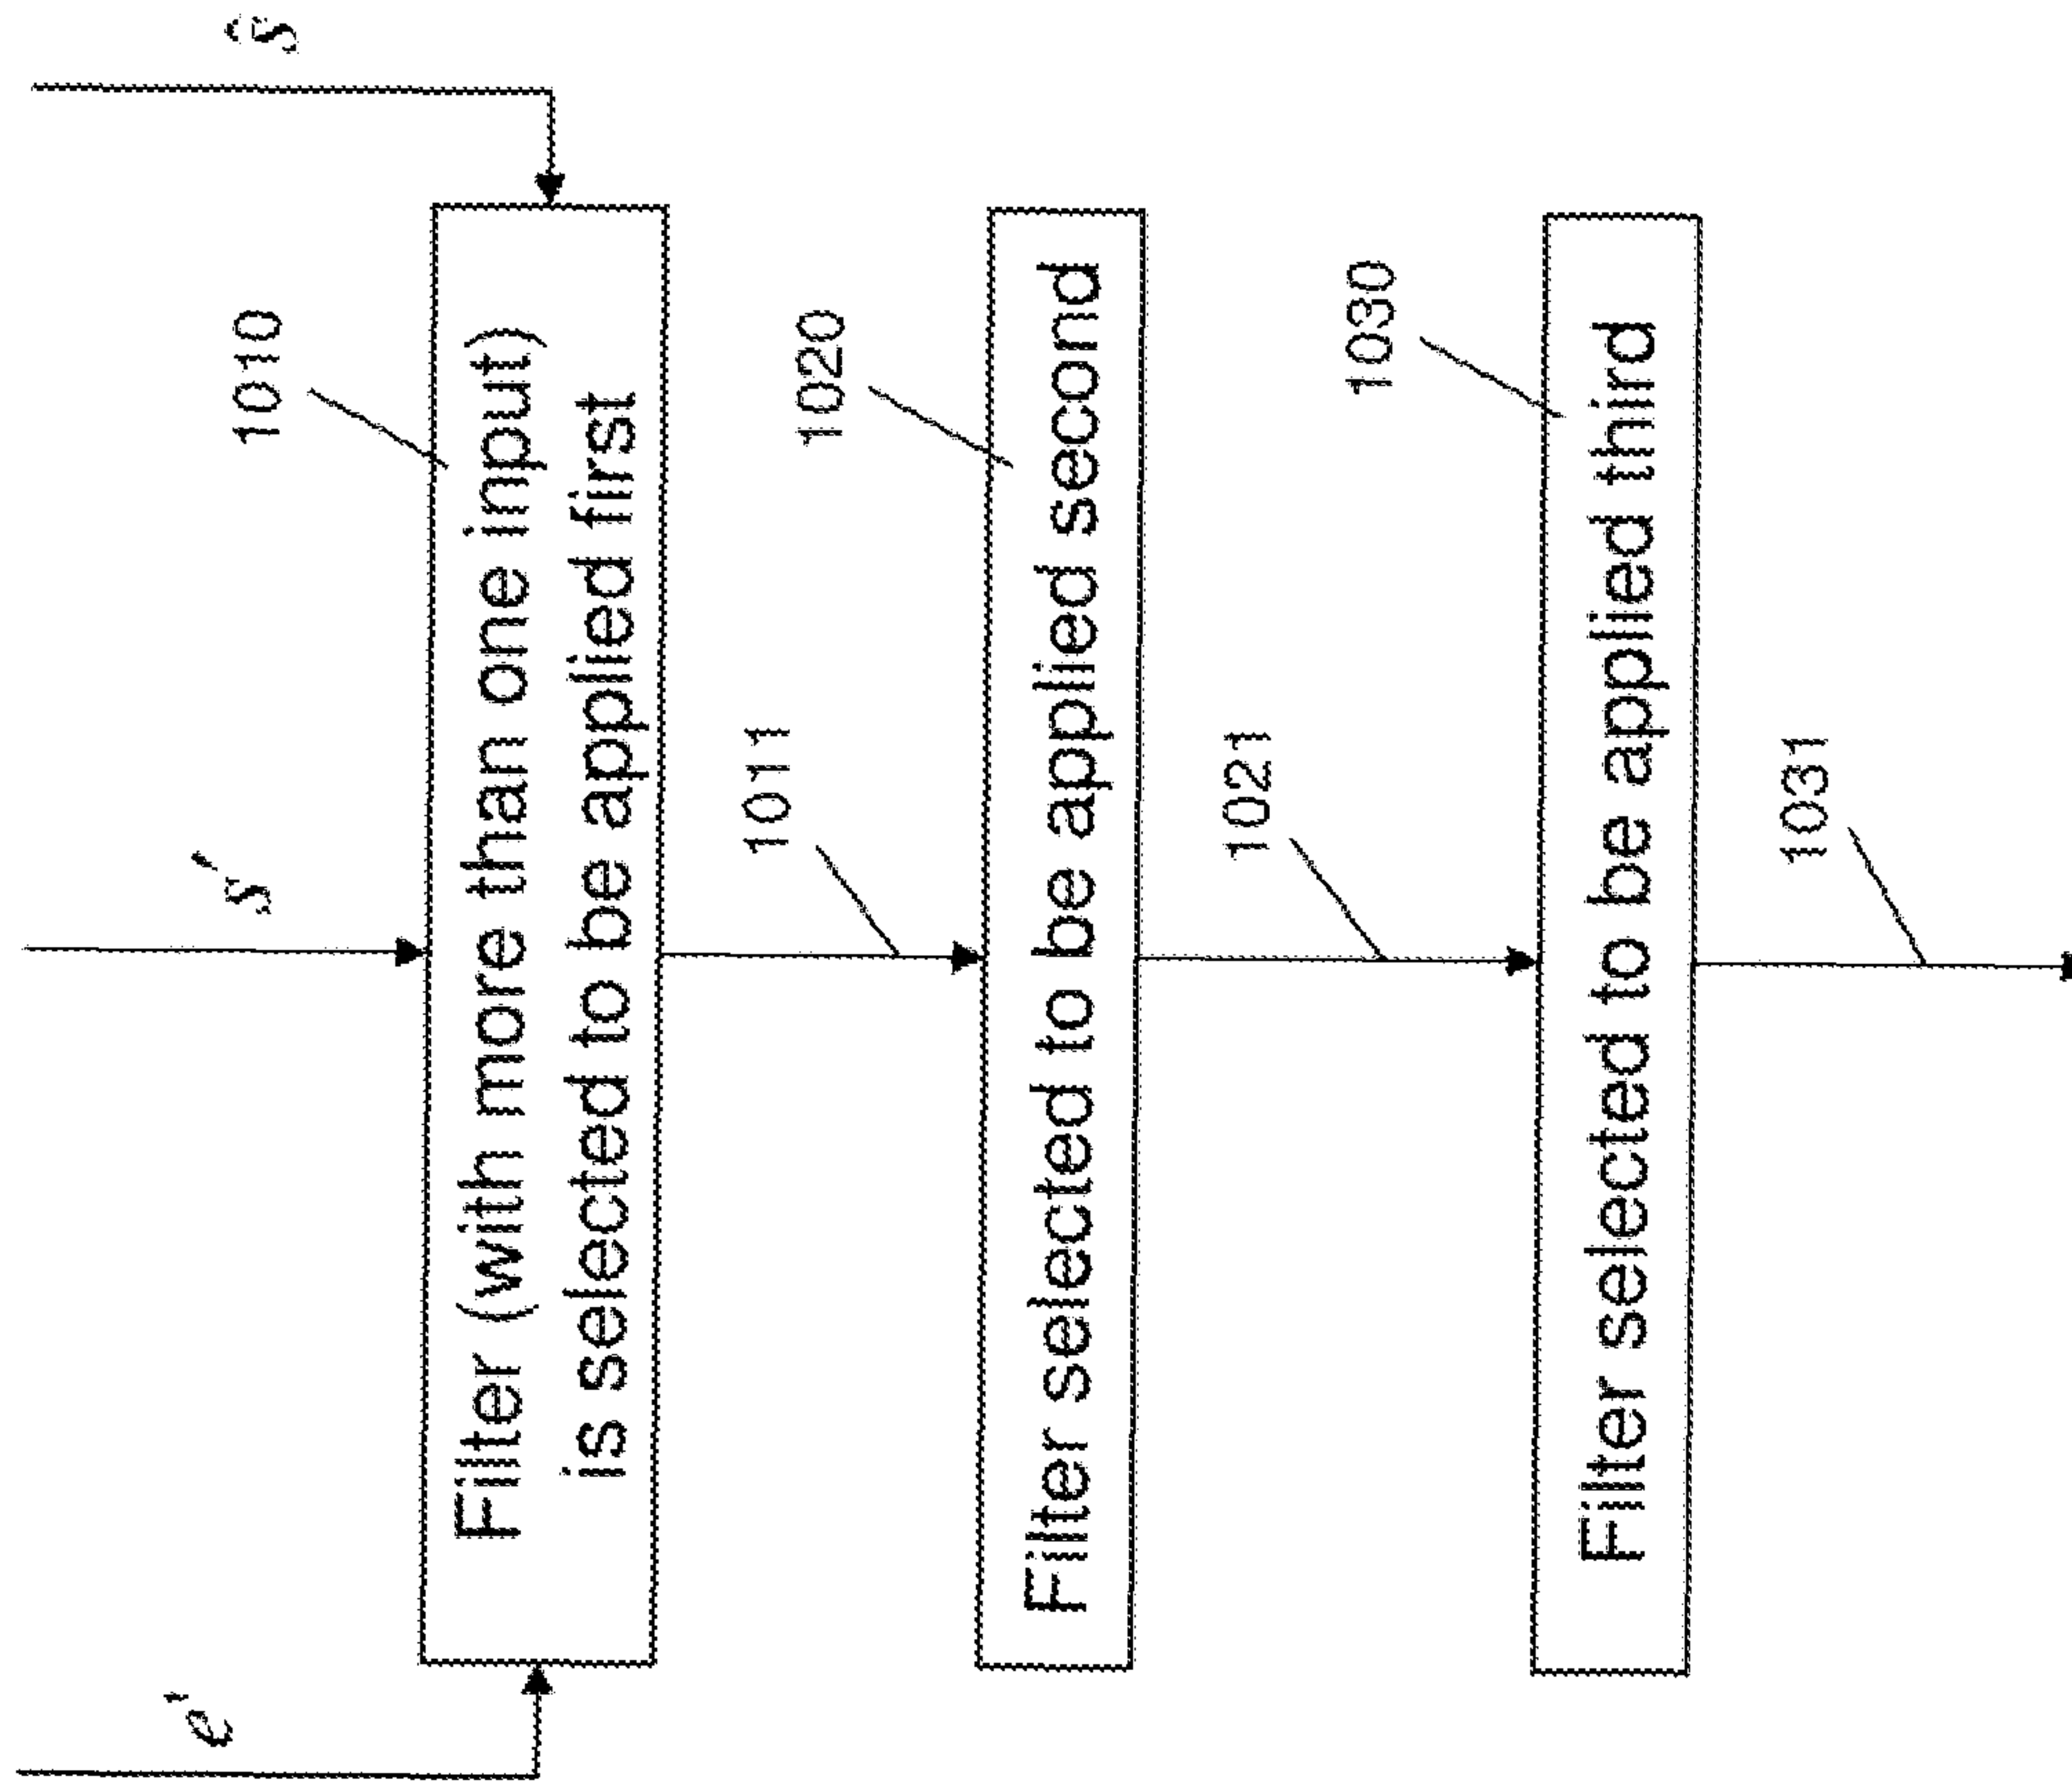 e'
s'
ŝ
1010
Filter (with more than one input)
is selected to be applied first
1011
1020
Filter selected to be applied second
1021
1030
Filter selected to be applied third
1031